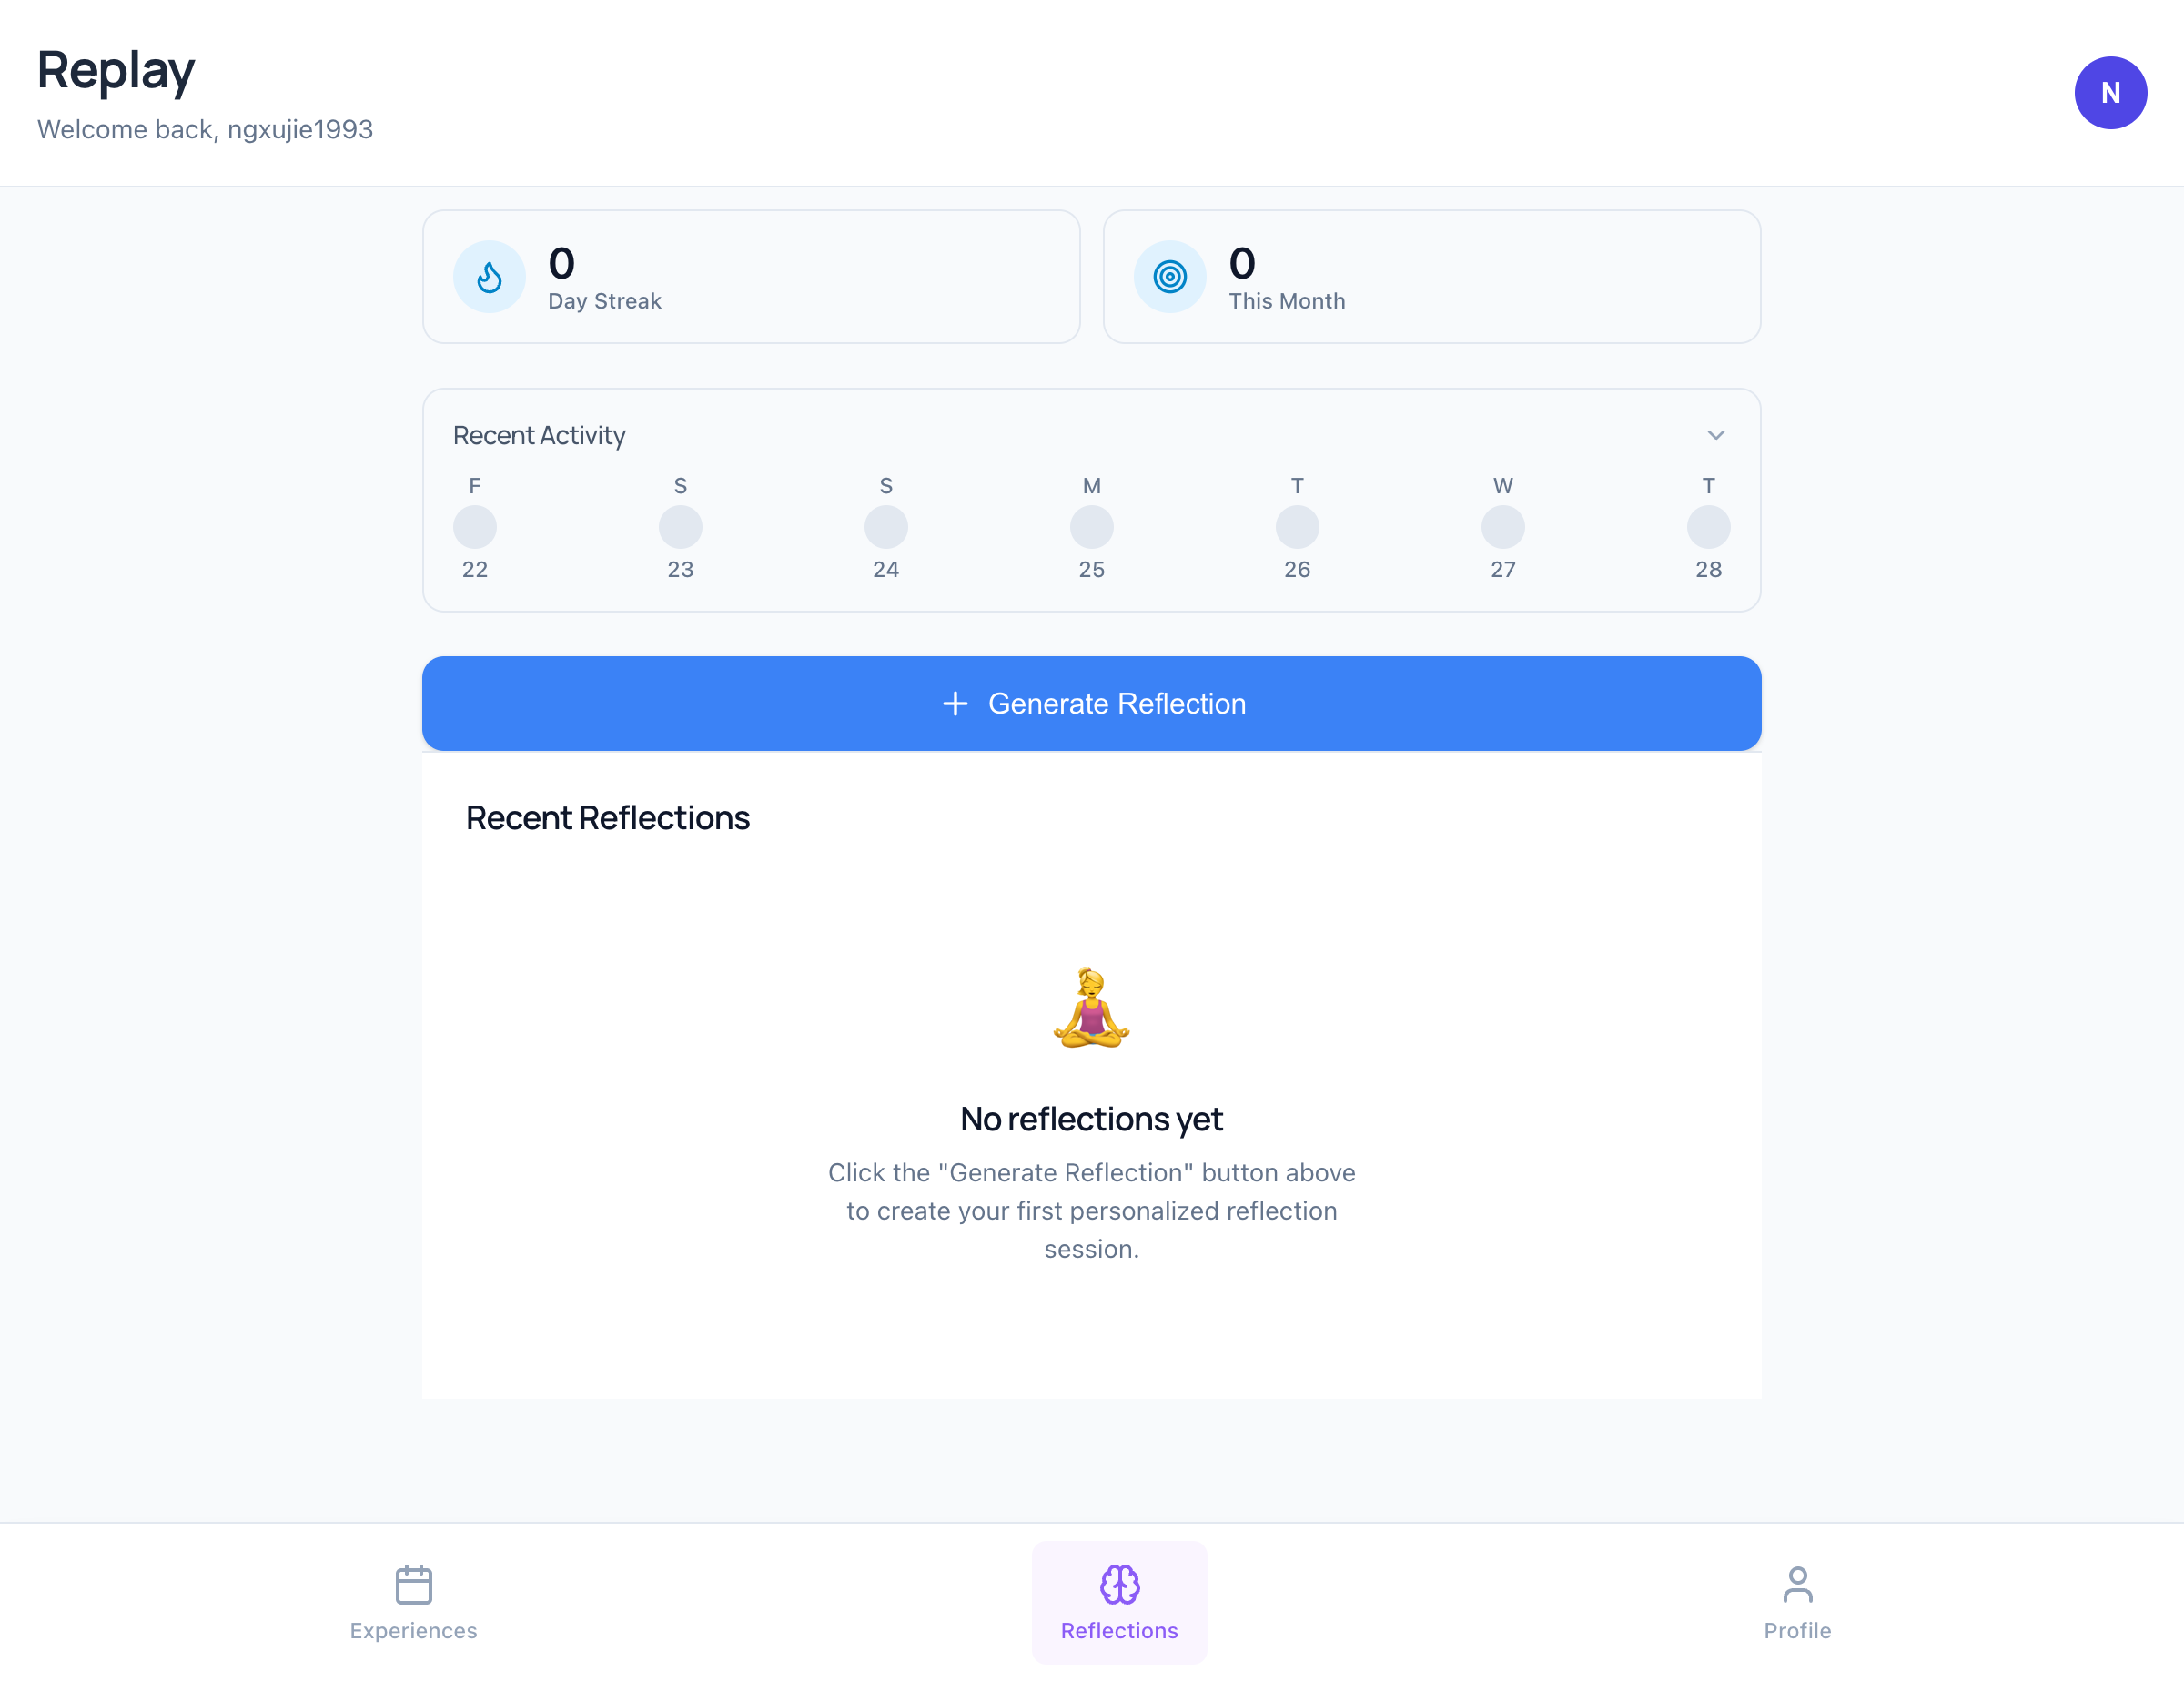 Replay
Welcome back, ngxujie1993
N
0
Day Streak
0
This Month
Recent Activity
F S S M T W T
22 23 24 25 26 27 28
Generate Reflection
Recent Reflections
No reflections yet
Click the "Generate Reflection" button above
to create your first personalized reflection
session.
Experiences
Reflections
Profile